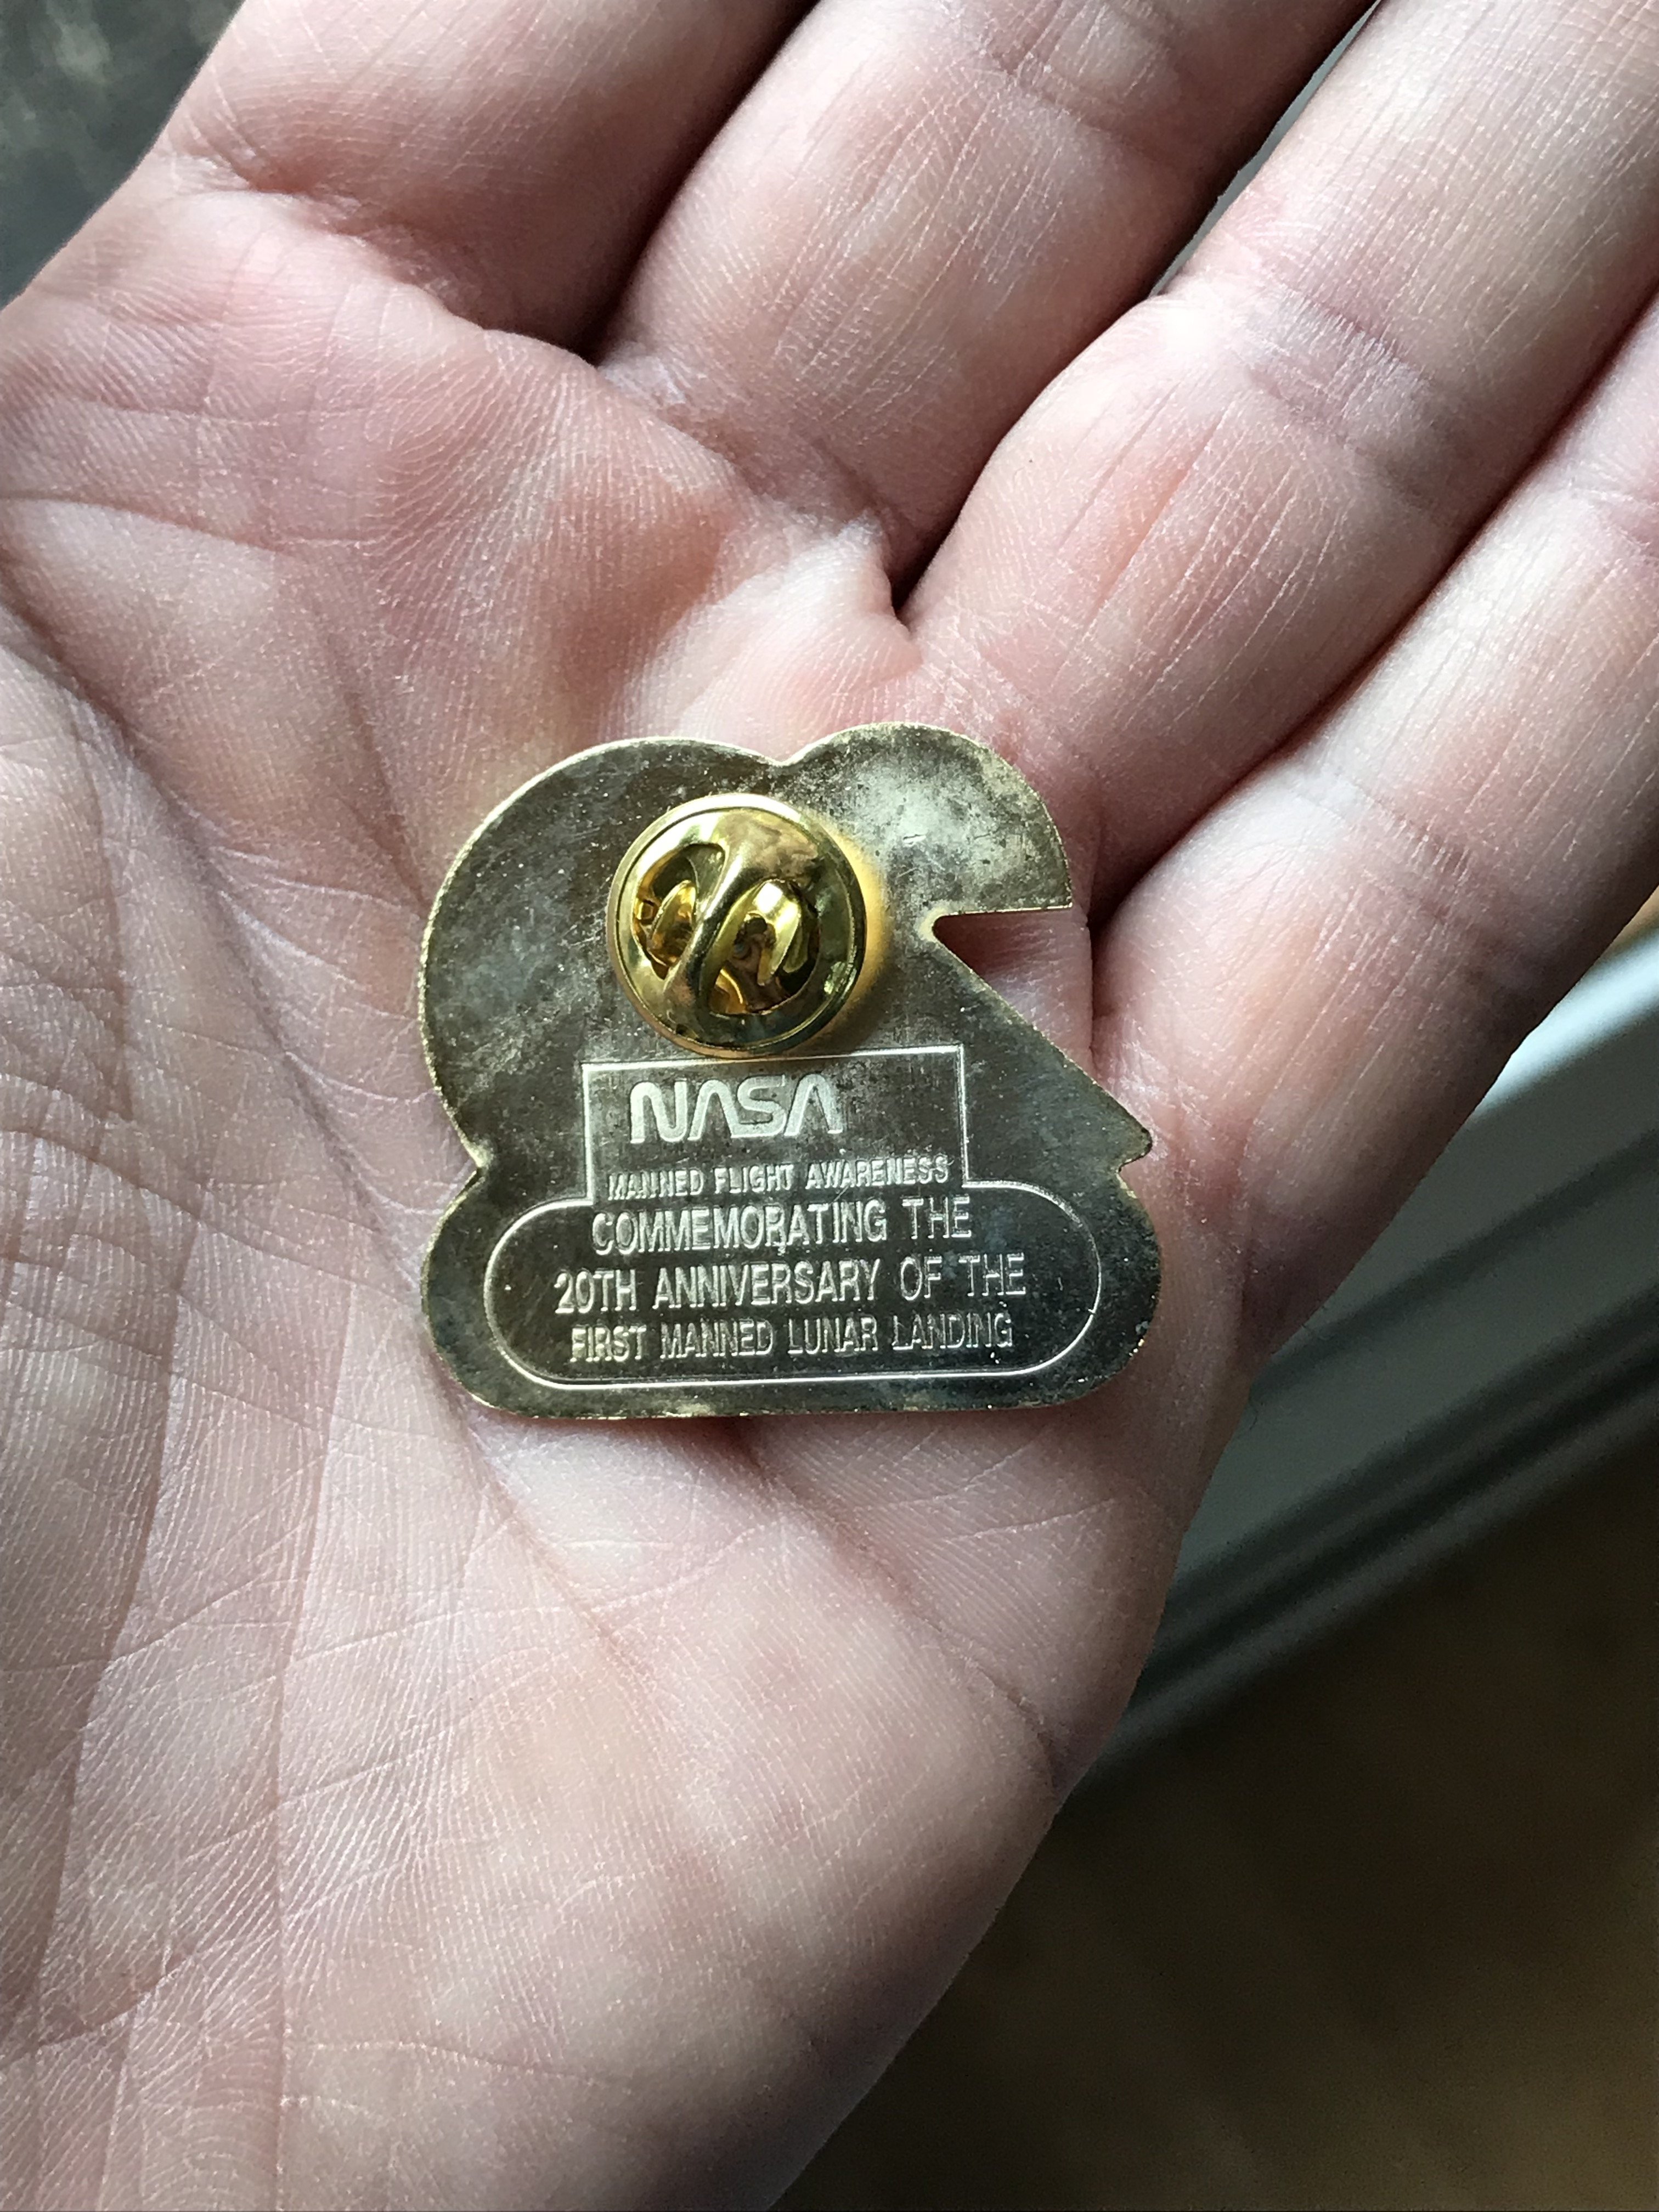 NASA
MANNED FLIGHT AWARENESS
COMMEMORATING THE
20TH ANNIVERSARY OF THE
FIRST MANNED LUNAR LANDING